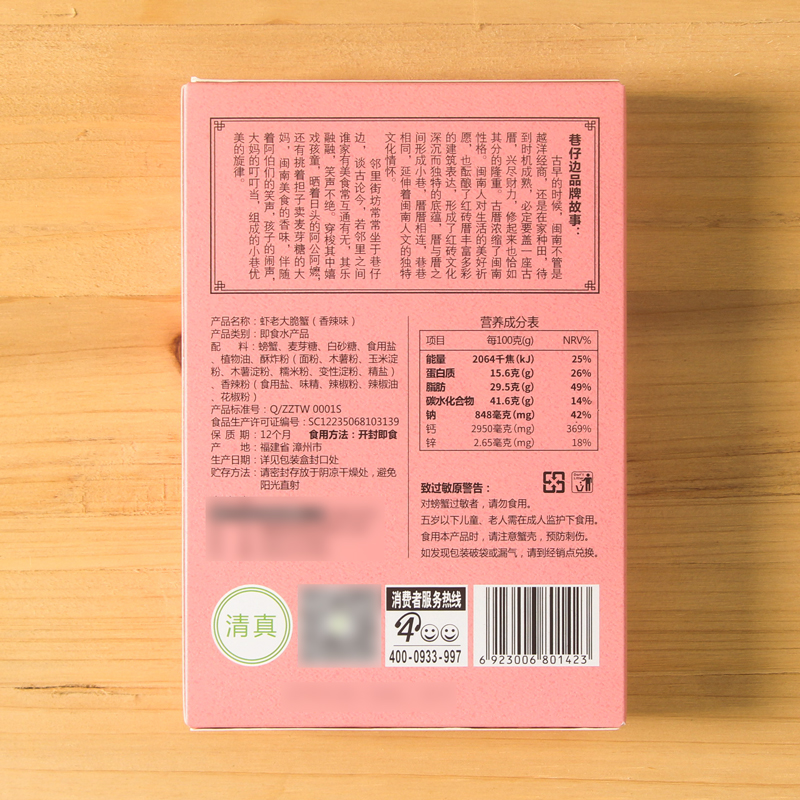 巷仔边品牌故事：
古早的时候，闽南不管是
越洋经商，还是在家种田，待
到时机成熟，必定要盖一座古
厝，兴尽财力，修起来也恰如
其分的隆重。古厝浓缩了闽南
性格。闽南人对生活的美好祈
愿，也酝酿了红砖厝丰富多彩
的建筑表达，形成了红砖文化
深沉而独特的底蕴，厝与厝之
间形成小巷，厝厝相连，巷巷
相同，延伸着闽南人文的独特
文化情怀。
邻里街坊常常坐于巷仔
边，谈古论今，若邻里之间
谁家有美食常互通有无，其乐
融融，笑声不绝。穿梭其中嬉
戏孩童，晒着日头的阿公阿嬷，
还有挑着担子卖麦芽糖的大
妈，闽南美食的香味，伴随
着阿伯们的笑声，孩子的闹声，
大妈的叮叮当，组成的小巷优
美的旋律。
产品名称：虾老大脆蟹（香辣味）
产品类别：即食水产品
配 料：螃蟹、麦芽糖、白砂糖、食用盐
、植物油、酥炸粉（面粉、木薯粉、玉米淀
粉、木薯淀粉、糯米粉、变性淀粉、精盐）
、香辣粉（食用盐、味精、辣椒粉、辣椒油
、花椒粉）
产品标准号：Q/ZZTW 0001S
食品生产许可证编号：SC12235068103139
保 质 期：12个月 食用方法：开封即食
产 地：福建省 漳州市
生产日期：详见包装盒封口处
贮存方法：请密封存放于阴凉干燥处，避免
阳光直射
营养成分表
项目 每100克(g) NRV%
能量 2064千焦(kJ) 25%
蛋白质 15.6克(g) 26%
脂肪 29.5克(g) 49%
碳水化合物 41.6克(g) 14%
钠 848毫克(mg) 42%
钙 2950毫克(mg) 369%
锌 2.65毫克(mg) 18%
致过敏原警告：
对螃蟹过敏者，请勿食用。
五岁以下儿童、老人需在成人监护下食用。
食用本产品时，请注意蟹壳，预防刺伤。
如发现包装破袋或漏气，请到经销点兑换。
清真
消费者服务热线
400-0933-997
6 923006 801423